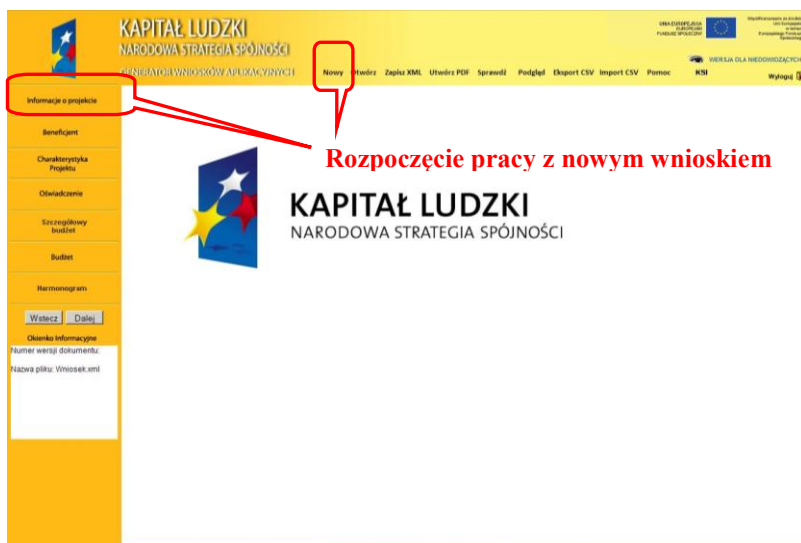 KAPITAŁ LUDZKI
NARODOWA STRATEGIA SPÓJNOŚCI
GENERATOR WNIOSKÓW APLIKACYJNYCH
UNIA EUROPEJSKA
EUROPEJSKI
FUNDUSZ SPOŁECZNY
WERSJA DLA NIEDOWIDZĄCYCH
Nowy Otwórz Zapisz XML Utwórz PDF Sprawdź Podgląd Eksport CSV Import CSV Pomoc KSI
Wyloguj
Informacje o projekcie
Beneficjent
Charakterystyka
Projektu
Oświadczenie
Szczegółowy
budżet
Budżet
Harmonogram
Wstecz Dalej
Okienko Informacyjne
Numer wersji dokumentu:
Nazwa pliku: Wniosek.xml
Rozpoczęcie pracy z nowym wnioskiem
KAPITAŁ LUDZKI
NARODOWA STRATEGIA SPÓJNOŚCI